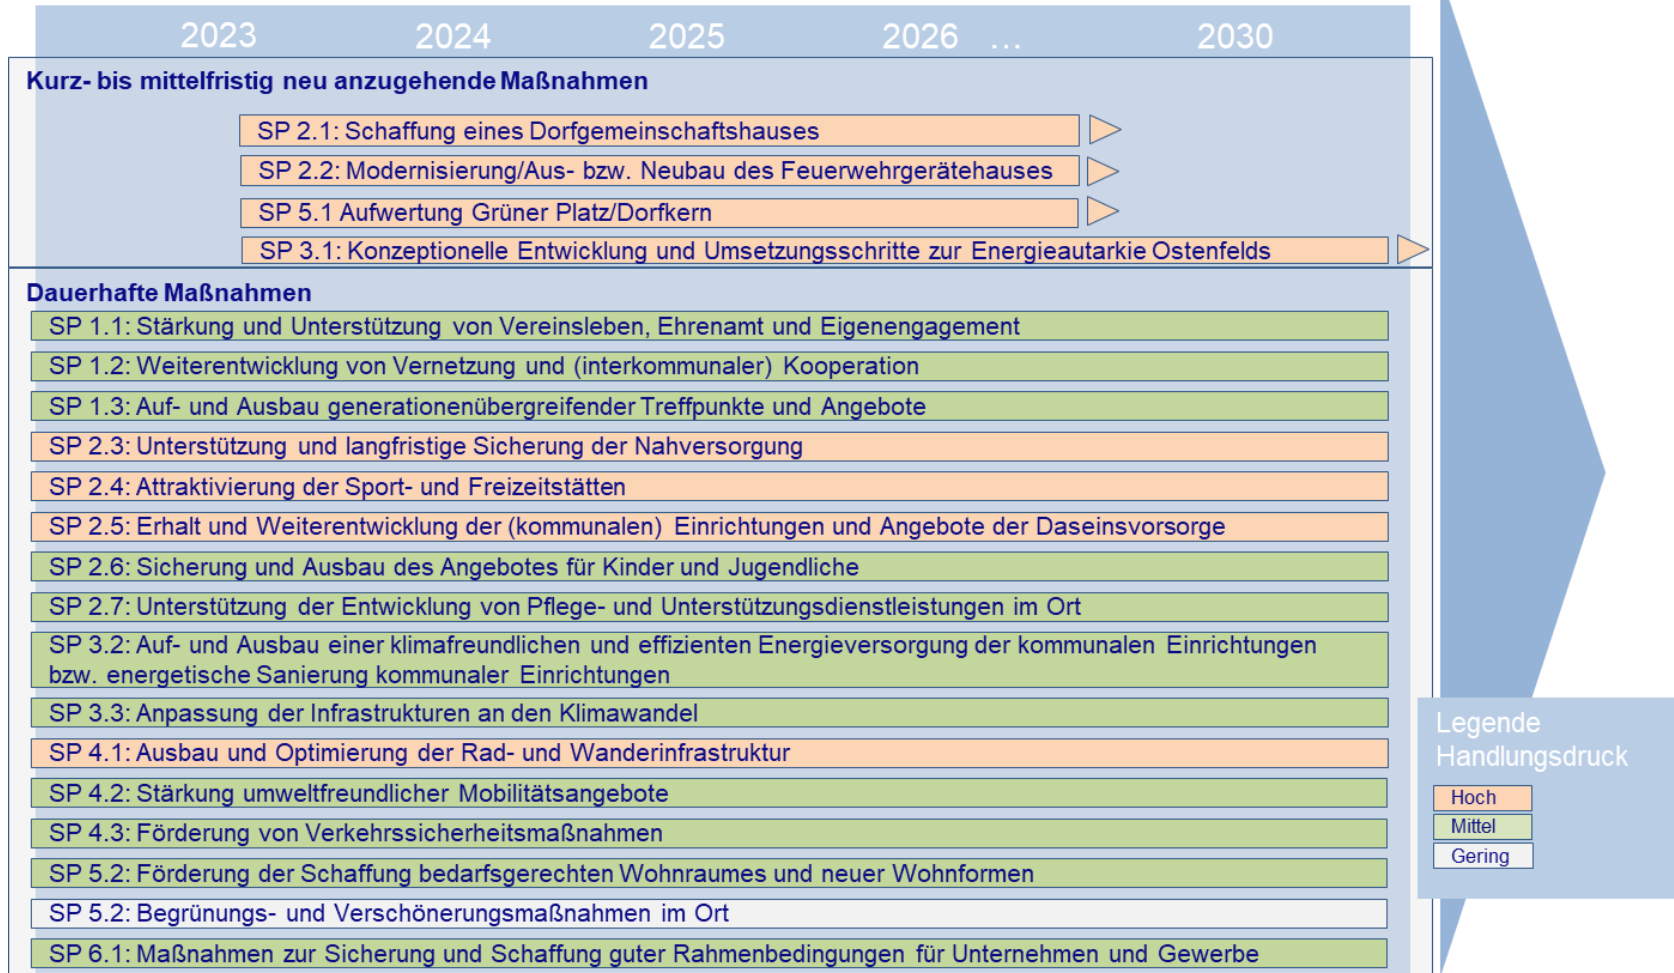 2023 2024 2025 2026 ... 2030
Kurz- bis mittelfristig neu anzugehende Maßnahmen
SP 2.1: Schaffung eines Dorfgemeinschaftshauses
SP 2.2: Modernisierung/Aus- bzw. Neubau des Feuerwehrgerätehauses
SP 5.1 Aufwertung Grüner Platz/Dorfkern
SP 3.1: Konzeptionelle Entwicklung und Umsetzungsschritte zur Energieautarkie Ostenfelds
Dauerhafte Maßnahmen
SP 1.1: Stärkung und Unterstützung von Vereinsleben, Ehrenamt und Eigenengagement
SP 1.2: Weiterentwicklung von Vernetzung und (interkommunaler) Kooperation
SP 1.3: Auf- und Ausbau generationenübergreifender Treffpunkte und Angebote
SP 2.3: Unterstützung und langfristige Sicherung der Nahversorgung
SP 2.4: Attraktivierung der Sport- und Freizeitstätten
SP 2.5: Erhalt und Weiterentwicklung der (kommunalen) Einrichtungen und Angebote der Daseinsvorsorge
SP 2.6: Sicherung und Ausbau des Angebotes für Kinder und Jugendliche
SP 2.7: Unterstützung der Entwicklung von Pflege- und Unterstützungsdienstleistungen im Ort
SP 3.2: Auf- und Ausbau einer klimafreundlichen und effizienten Energieversorgung der kommunalen Einrichtungen
bzw. energetische Sanierung kommunaler Einrichtungen
SP 3.3: Anpassung der Infrastrukturen an den Klimawandel
SP 4.1: Ausbau und Optimierung der Rad- und Wanderinfrastruktur
SP 4.2: Stärkung umweltfreundlicher Mobilitätsangebote
SP 4.3: Förderung von Verkehrssicherheitsmaßnahmen
SP 5.2: Förderung der Schaffung bedarfsgerechten Wohnraumes und neuer Wohnformen
SP 5.2: Begrünungs- und Verschönerungsmaßnahmen im Ort
SP 6.1: Maßnahmen zur Sicherung und Schaffung guter Rahmenbedingungen für Unternehmen und Gewerbe
Legende
Handlungsdruck
Hoch
Mittel
Gering